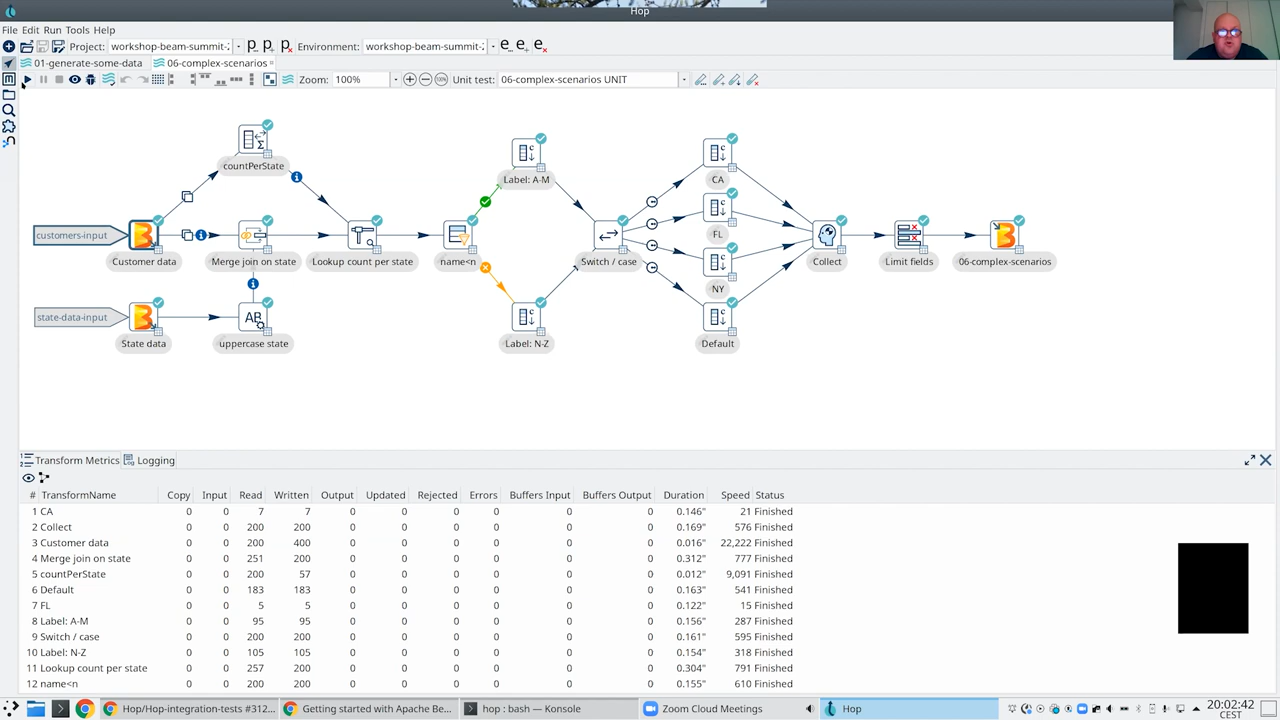 Hop
File Edit Run Tools Help
Project: workshop-beam-summit-2 Environment: workshop-beam-summit-2
01-generate-some-data 06-complex-scenarios
Zoom: 100% Unit test: 06-complex-scenarios UNIT
countPerState
Label: A-M
CA
customers-input
Customer data
Merge join on state
Lookup count per state
name<n
Switch / case
FL
Collect
Limit fields
06-complex-scenarios
NY
state-data-input
State data
uppercase state
Label: N-Z
Default
Transform Metrics Logging
# TransformName Copy Input Read Written Output Updated Rejected Errors Buffers Input Buffers Output Duration Speed Status
1 CA 0 0 7 7 0 0 0 0 0 0 0.146" 21 Finished
2 Collect 0 0 200 200 0 0 0 0 0 0 0.169" 576 Finished
3 Customer data 0 0 200 400 0 0 0 0 0 0 0.016" 22,222 Finished
4 Merge join on state 0 0 251 200 0 0 0 0 0 0 0.312" 777 Finished
5 countPerState 0 0 200 57 0 0 0 0 0 0 0.012" 9,091 Finished
6 Default 0 0 183 183 0 0 0 0 0 0 0.163" 541 Finished
7 FL 0 0 5 5 0 0 0 0 0 0 0.122" 15 Finished
8 Label: A-M 0 0 95 95 0 0 0 0 0 0 0.156" 287 Finished
9 Switch / case 0 0 200 200 0 0 0 0 0 0 0.161" 595 Finished
10 Label: N-Z 0 0 105 105 0 0 0 0 0 0 0.154" 318 Finished
11 Lookup count per state 0 0 257 200 0 0 0 0 0 0 0.304" 791 Finished
12 name<n 0 0 200 200 0 0 0 0 0 0 0.155" 610 Finished
Hop/Hop-integration-tests #312... Getting started with Apache Be... hop : bash — Konsole Zoom Cloud Meetings Hop 20:02:42
CEST